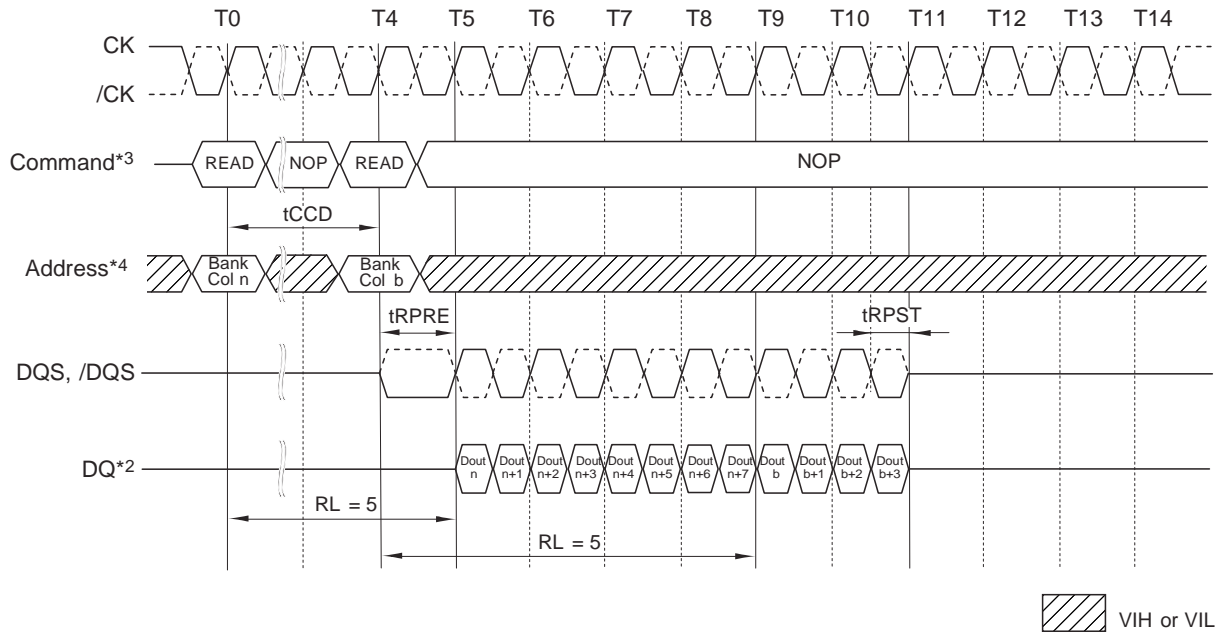 T0 T4 T5 T6 T7 T8 T9 T10 T11 T12 T13 T14
CK
/CK
Command*3 READ NOP READ NOP
tCCD
Address*4 Bank Col n Bank Col b
tRPRE tRPST
DQS, /DQS
DQ*2 Dout n Dout n+1 Dout n+2 Dout n+3 Dout n+4 Dout n+5 Dout n+6 Dout n+7 Dout b Dout b+1 Dout b+2 Dout b+3
RL = 5
RL = 5
VIH or VIL